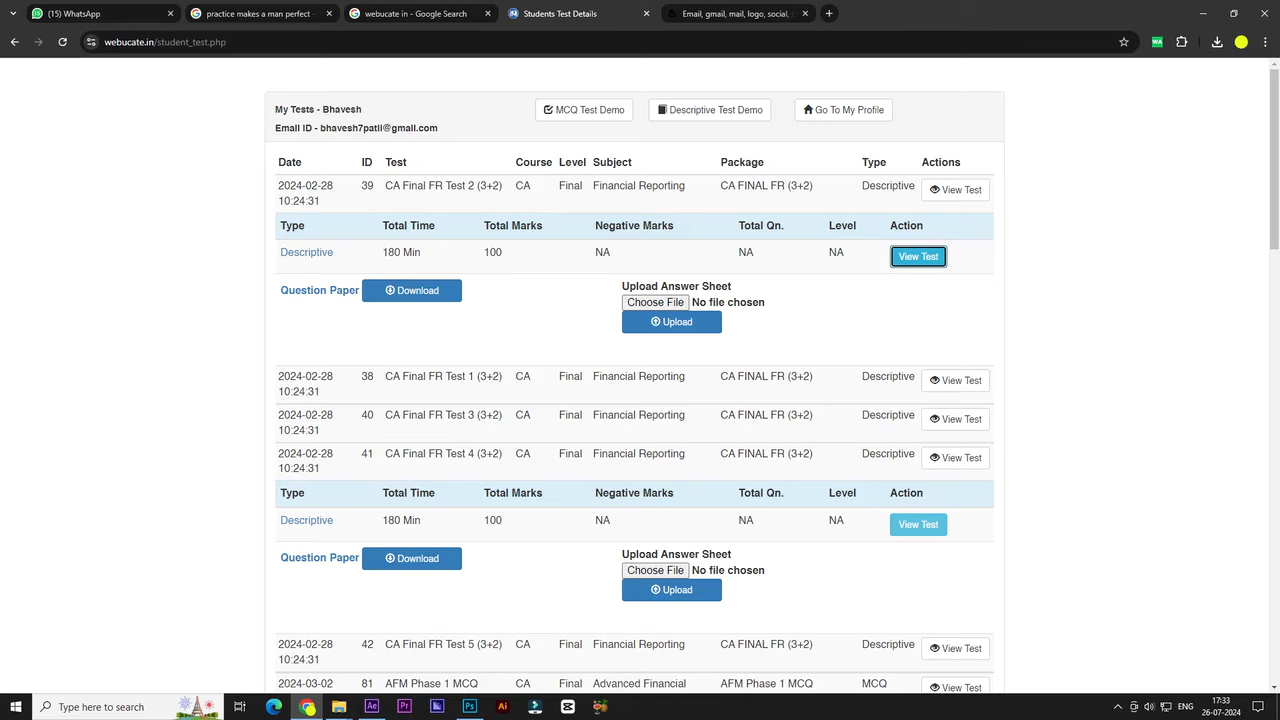 (15) WhatsApp
practice makes a man perfect -
webucate in - Google Search
Students Test Details
Email, gmail, mail, logo, social,
webucate.in/student_test.php
My Tests - Bhavesh
MCQ Test Demo
Descriptive Test Demo
Go To My Profile
Email ID - bhavesh7patil@gmail.com
Date ID Test Course Level Subject Package Type Actions
2024-02-28 39 CA Final FR Test 2 (3+2) CA Final Financial Reporting CA FINAL FR (3+2) Descriptive View Test
10:24:31
Type Total Time Total Marks Negative Marks Total Qn. Level Action
Descriptive 180 Min 100 NA NA NA View Test
Question Paper Download
Upload Answer Sheet
Choose File No file chosen
Upload
2024-02-28 38 CA Final FR Test 1 (3+2) CA Final Financial Reporting CA FINAL FR (3+2) Descriptive View Test
10:24:31
2024-02-28 40 CA Final FR Test 3 (3+2) CA Final Financial Reporting CA FINAL FR (3+2) Descriptive View Test
10:24:31
2024-02-28 41 CA Final FR Test 4 (3+2) CA Final Financial Reporting CA FINAL FR (3+2) Descriptive View Test
10:24:31
Type Total Time Total Marks Negative Marks Total Qn. Level Action
Descriptive 180 Min 100 NA NA NA View Test
Question Paper Download
Upload Answer Sheet
Choose File No file chosen
Upload
2024-02-28 42 CA Final FR Test 5 (3+2) CA Final Financial Reporting CA FINAL FR (3+2) Descriptive View Test
10:24:31
2024-03-02 81 AFM Phase 1 MCQ CA Final Advanced Financial AFM Phase 1 MCQ MCQ View Test
Type here to search
Ae
Pr
Ps
Ai
ENG
17:33
26-07-2024